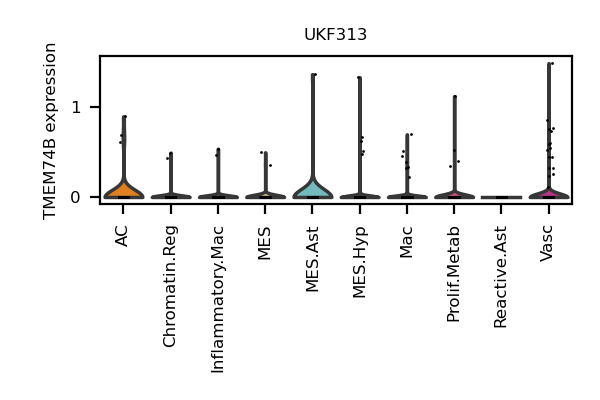 UKF313
TMEM74B expression
1
0
AC
Chromatin.Reg
Inflammatory.Mac
MES
MES.Ast
MES.Hyp
Mac
Prolif.Metab
Reactive.Ast
Vasc